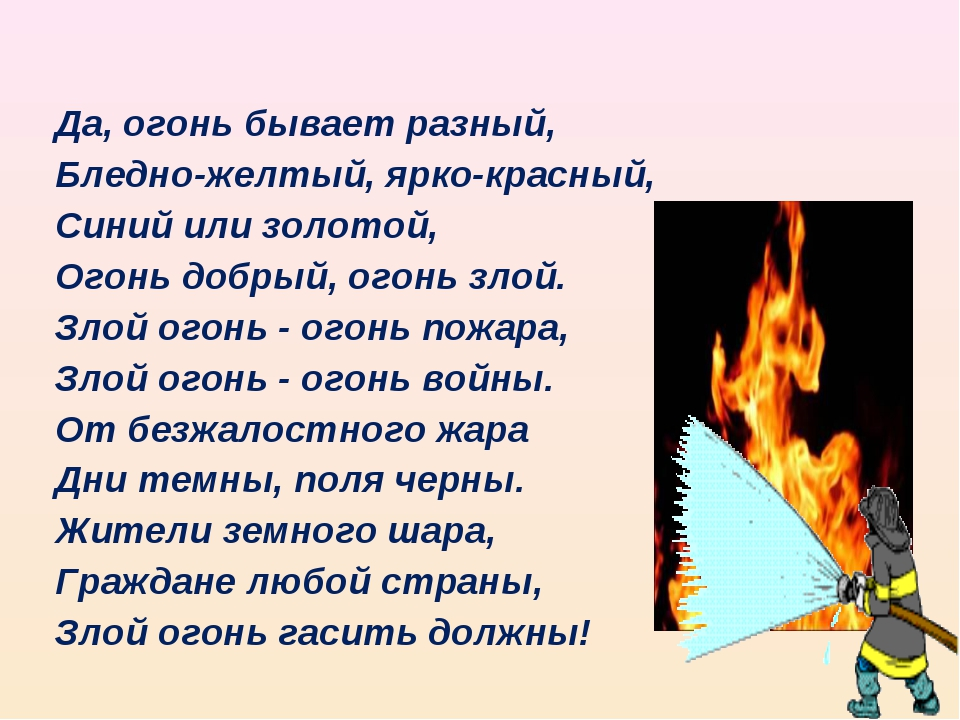 Да, огонь бывает разный,
Бледно-желтый, ярко-красный,
Синий или золотой,
Огонь добрый, огонь злой.
Злой огонь - огонь пожара,
Злой огонь - огонь войны.
От безжалостного жара
Дни темны, поля черны.
Жители земного шара,
Граждане любой страны,
Злой огонь гасить должны!